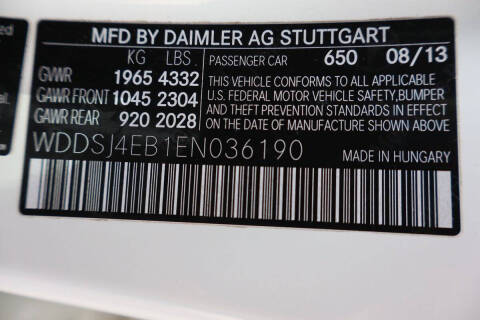 MFD BY DAIMLER AG STUTTGART
KG LBS.
GVWR 1965 4332
GAWR FRONT 1045 2304
GAWR REAR 920 2028
PASSENGER CAR 650 08/13
THIS VEHICLE CONFORMS TO ALL APPLICABLE
U.S. FEDERAL MOTOR VEHICLE SAFETY, BUMPER
AND THEFT PREVENTION STANDARDS IN EFFECT
ON THE DATE OF MANUFACTURE SHOWN ABOVE
WDDSJ4EB1EN036190 MADE IN HUNGARY